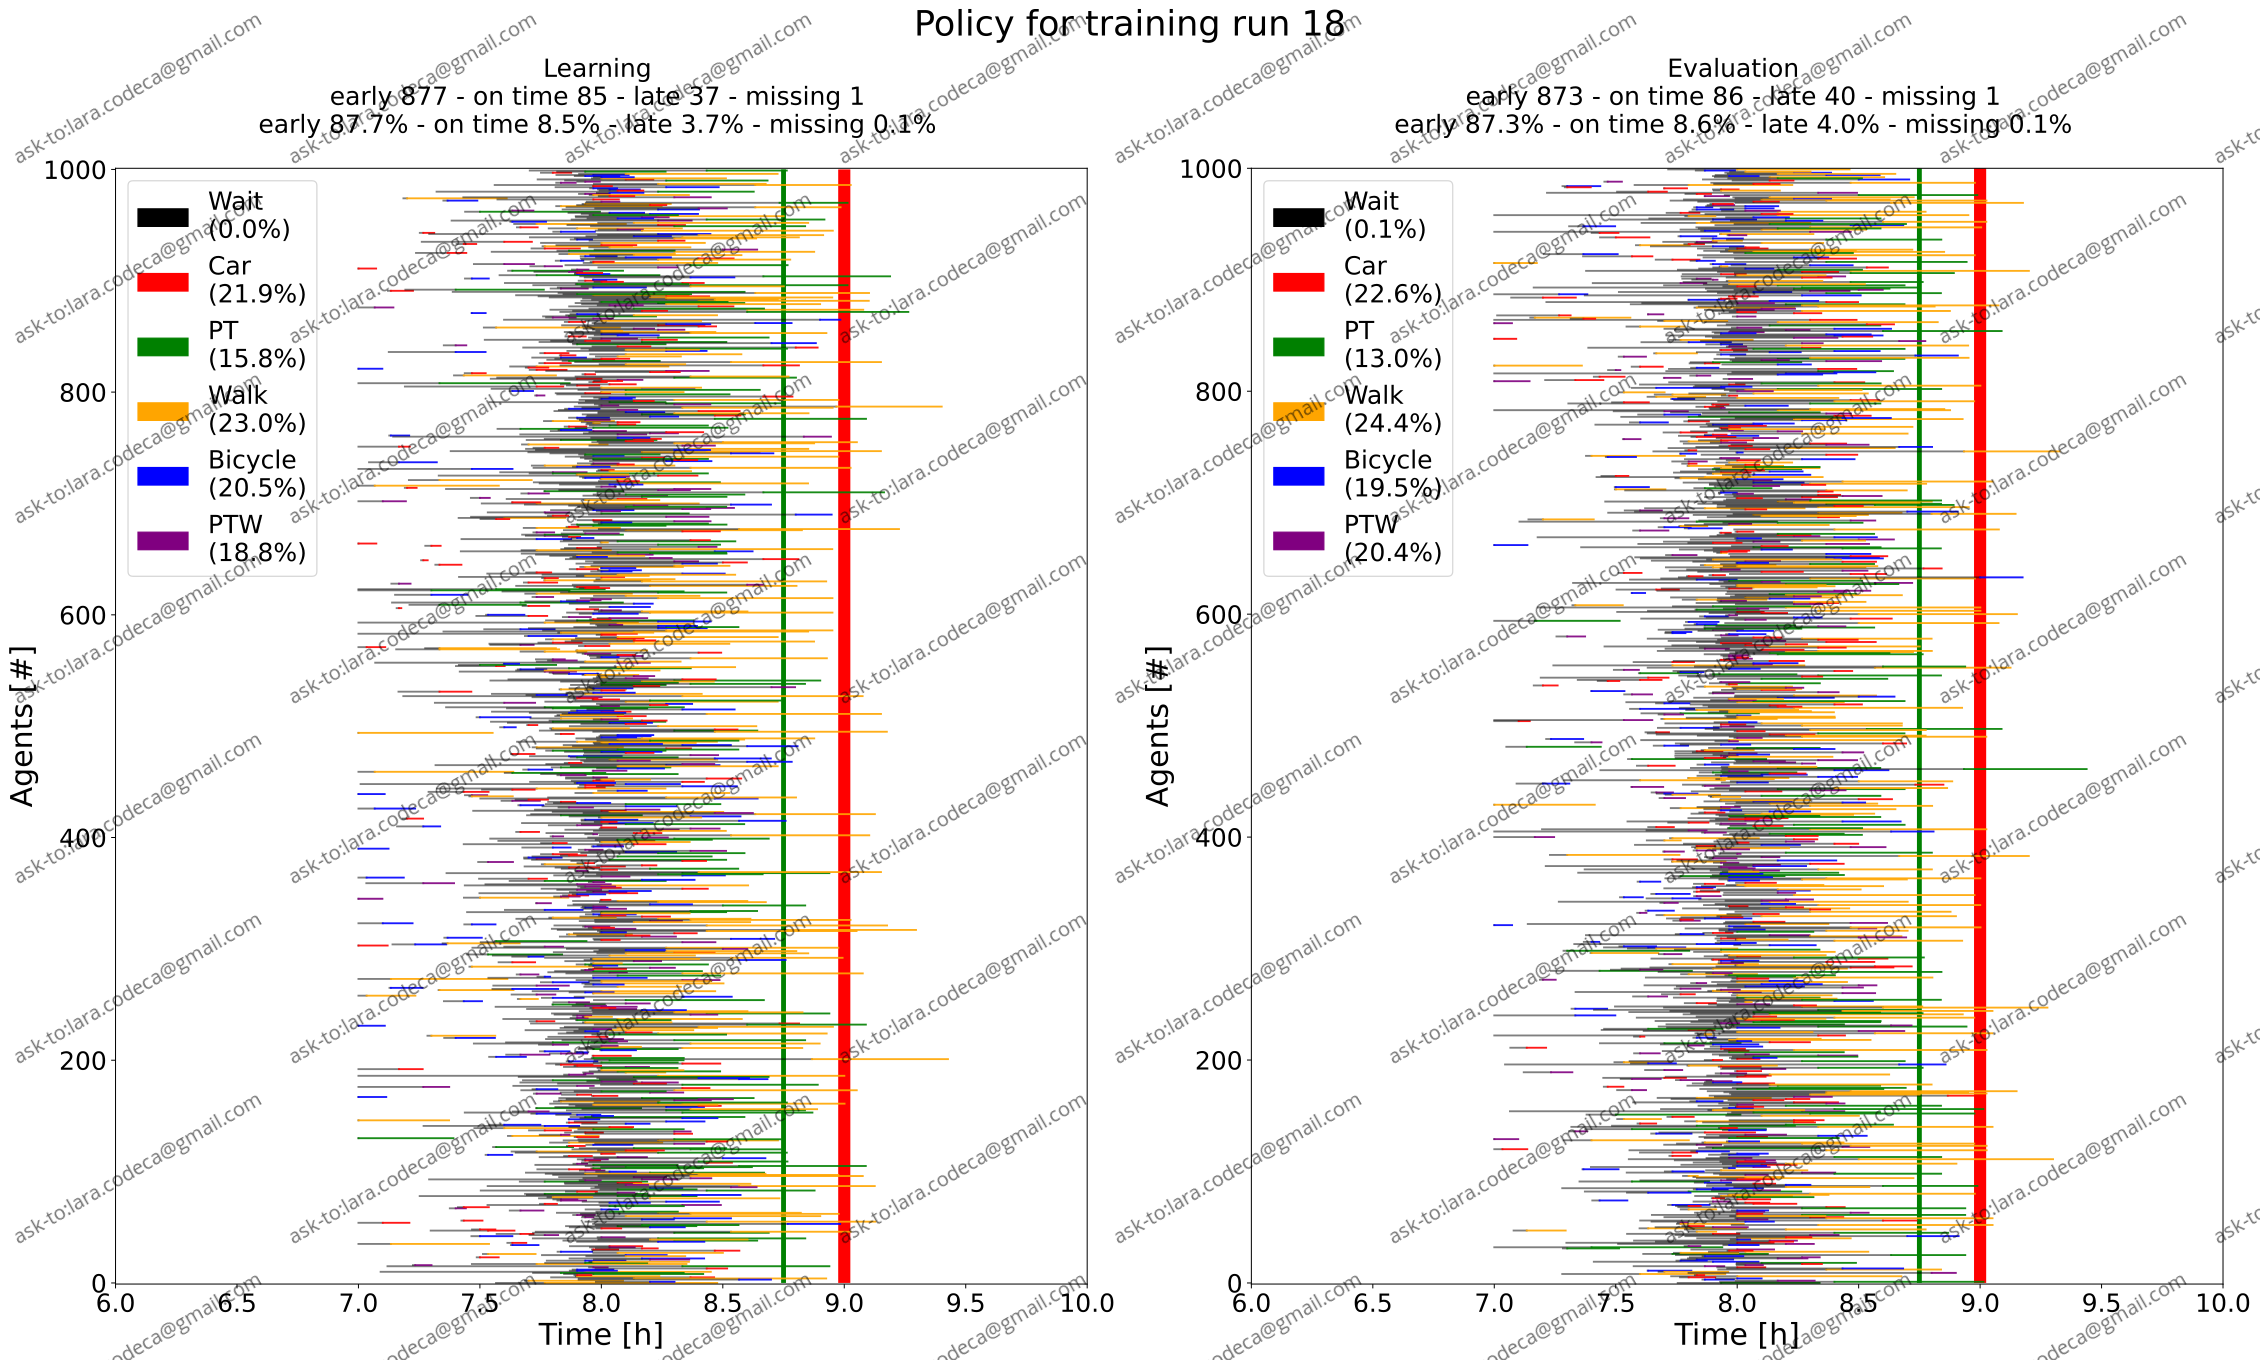 Policy for training run 18
Learning
early 877 - on time 85 - late 37 - missing 1
early 87.7% - on time 8.5% - late 3.7% - missing 0.1%
1000
800
600
400
200
0
Agents [#]
Wait
(0.0%)
Car
(21.9%)
PT
(15.8%)
Walk
(23.0%)
Bicycle
(20.5%)
PTW
(18.8%)
6.0 6.5 7.0 7.5 8.0 8.5 9.0 9.5 10.0
Time [h]
Evaluation
early 873 - on time 86 - late 40 - missing 1
early 87.3% - on time 8.6% - late 4.0% - missing 0.1%
1000
800
600
400
200
0
Agents [#]
Wait
(0.1%)
Car
(22.6%)
PT
(13.0%)
Walk
(24.4%)
Bicycle
(19.5%)
PTW
(20.4%)
6.0 6.5 7.0 7.5 8.0 8.5 9.0 9.5 10.0
Time [h]
ask-to:lara.codeca@gmail.com